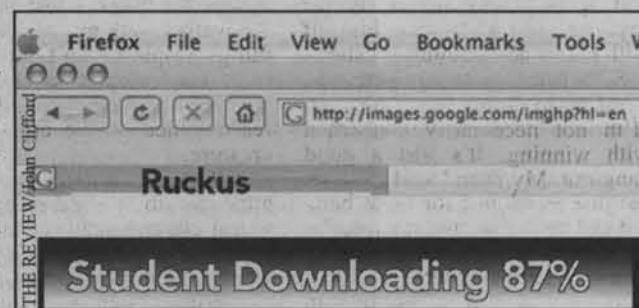 Firefox File Edit View Go Bookmarks Tools
http://images.google.com/imghp?hl=en
Ruckus
Student Downloading 87%
THE REVIEW/John Clifford